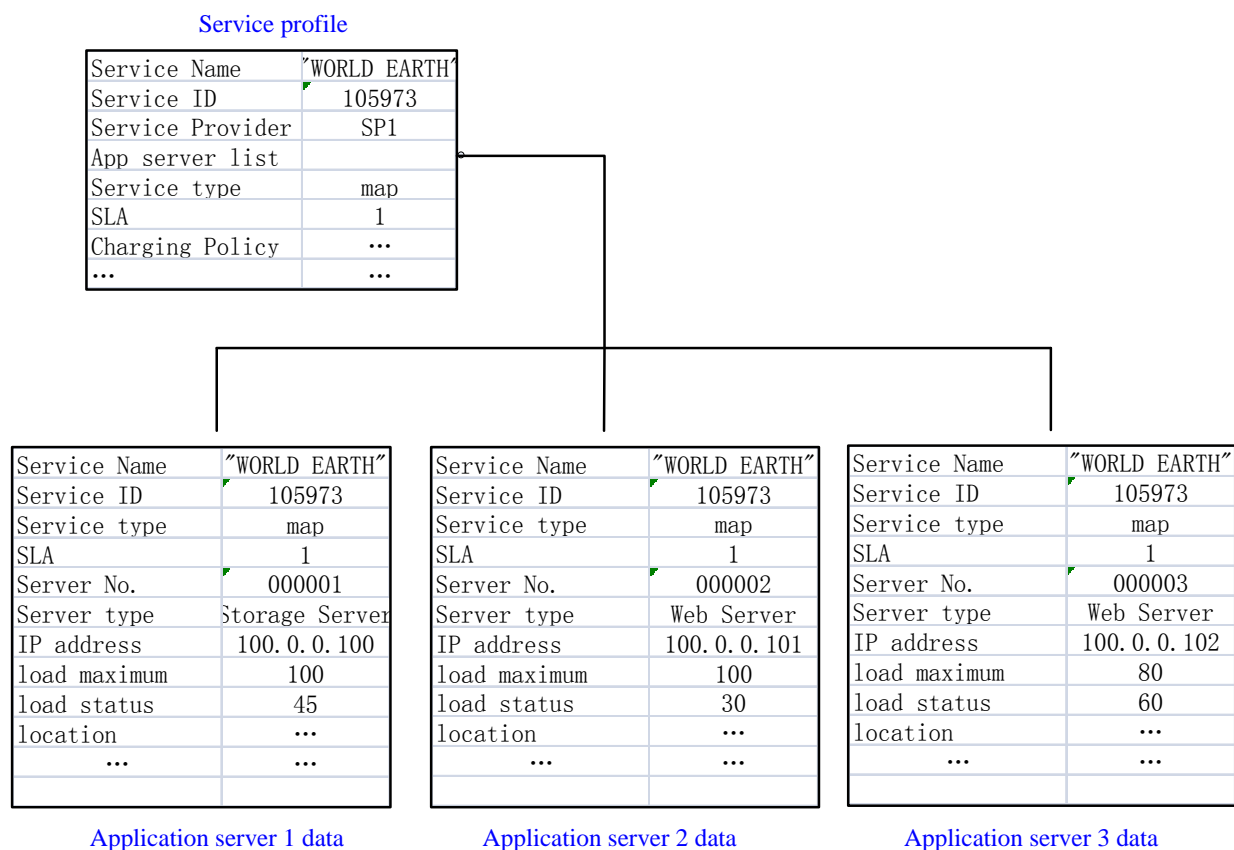 Service profile
Service Name "WORLD EARTH"
Service ID 105973
Service Provider SP1
App server list
Service type map
SLA 1
Charging Policy …
… …
Service Name "WORLD EARTH"
Service ID 105973
Service type map
SLA 1
Server No. 000001
Server type Storage Server
IP address 100.0.0.100
load maximum 100
load status 45
location …
… …
Application server 1 data
Service Name "WORLD EARTH"
Service ID 105973
Service type map
SLA 1
Server No. 000002
Server type Web Server
IP address 100.0.0.101
load maximum 100
load status 30
location …
… …
Application server 2 data
Service Name "WORLD EARTH"
Service ID 105973
Service type map
SLA 1
Server No. 000003
Server type Web Server
IP address 100.0.0.102
load maximum 80
load status 60
location …
… …
Application server 3 data